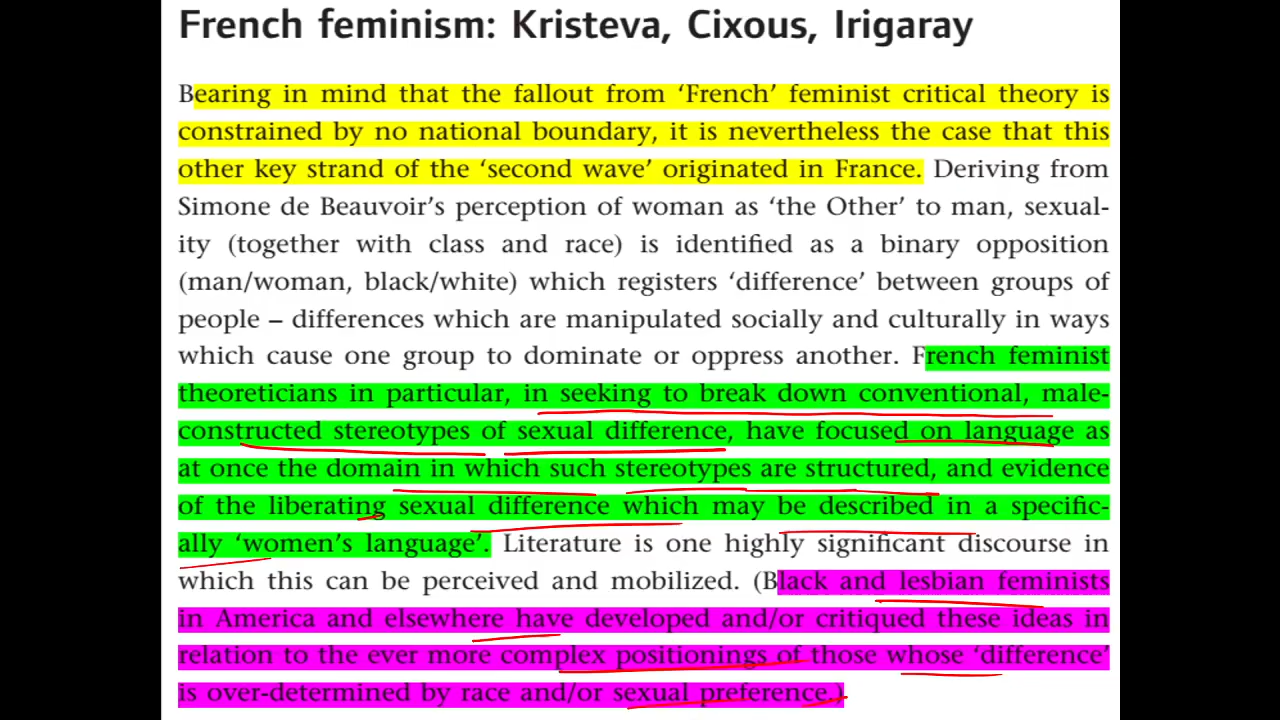 French feminism: Kristeva, Cixous, Irigaray
Bearing in mind that the fallout from ‘French’ feminist critical theory is
constrained by no national boundary, it is nevertheless the case that this
other key strand of the ‘second wave’ originated in France. Deriving from
Simone de Beauvoir’s perception of woman as ‘the Other’ to man, sexual-
ity (together with class and race) is identified as a binary opposition
(man/woman, black/white) which registers ‘difference’ between groups of
people – differences which are manipulated socially and culturally in ways
which cause one group to dominate or oppress another. French feminist
theoreticians in particular, in seeking to break down conventional, male-
constructed stereotypes of sexual difference, have focused on language as
at once the domain in which such stereotypes are structured, and evidence
of the liberating sexual difference which may be described in a specific-
ally ‘women’s language’. Literature is one highly significant discourse in
which this can be perceived and mobilized. (Black and lesbian feminists
in America and elsewhere have developed and/or critiqued these ideas in
relation to the ever more complex positionings of those whose ‘difference’
is over-determined by race and/or sexual preference.)